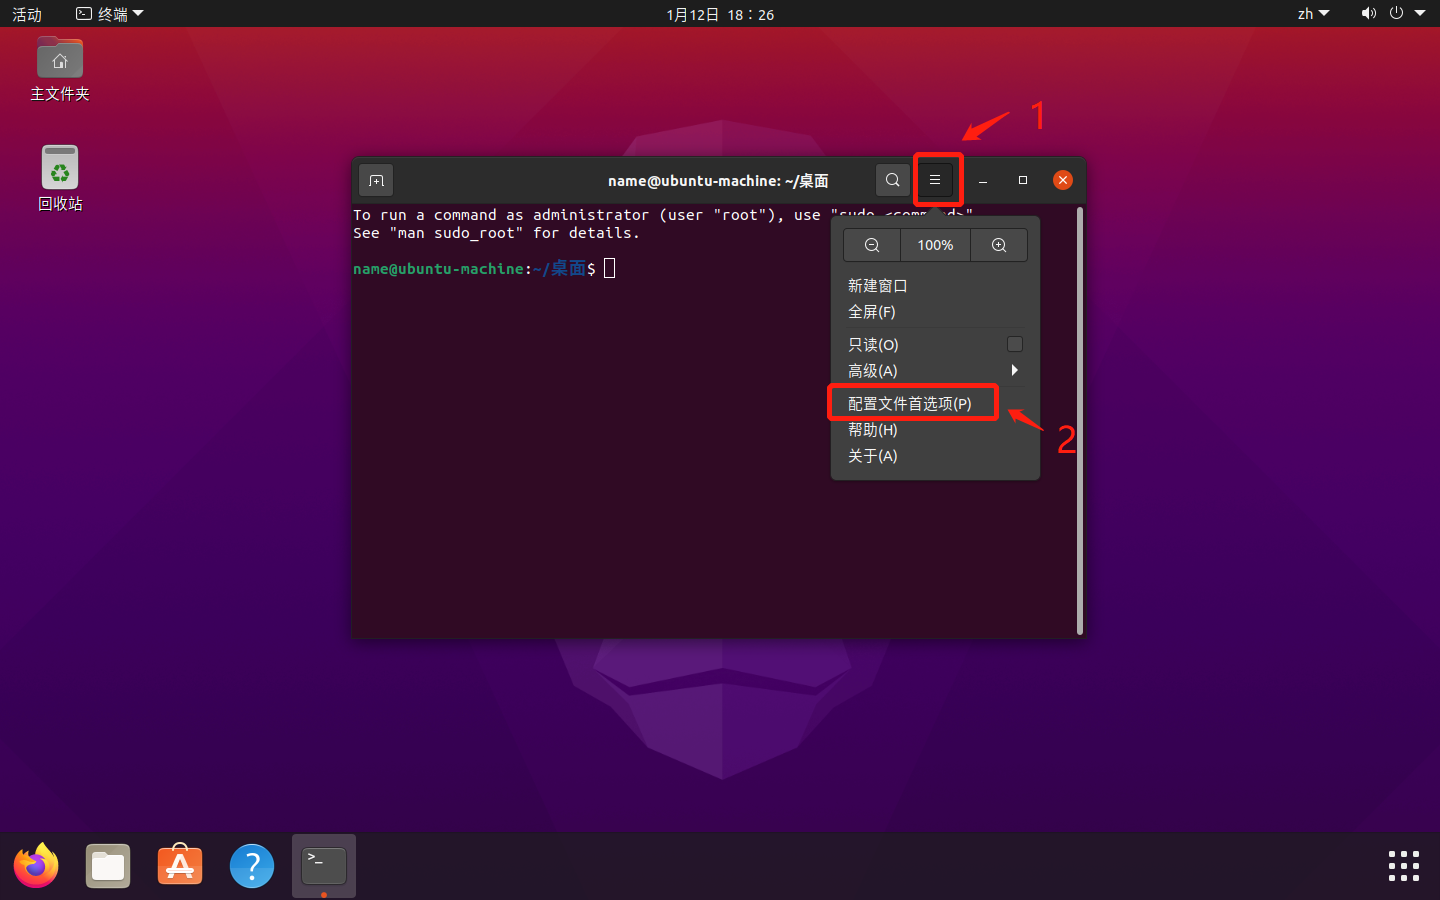 活动
终端
1月12日 18：26
zh
主文件夹
回收站
1
name@ubuntu-machine: ~/桌面
To run a command as administrator (user "root"), use "sudo <command>"
See "man sudo_root" for details.
name@ubuntu-machine:~/桌面$
100%
新建窗口
全屏(F)
只读(O)
高级(A)
配置文件首选项(P)
2
帮助(H)
关于(A)
>_